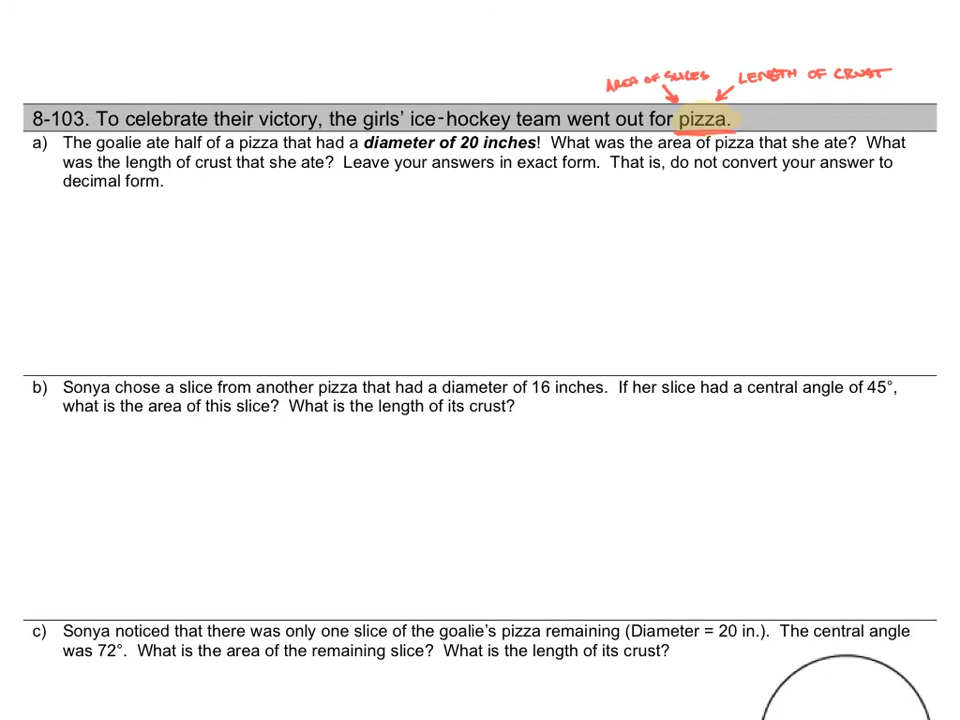 AREA OF SLICES LENGTH OF CRUST
8-103. To celebrate their victory, the girls’ ice-hockey team went out for pizza.
a) The goalie ate half of a pizza that had a diameter of 20 inches! What was the area of pizza that she ate? What
was the length of crust that she ate? Leave your answers in exact form. That is, do not convert your answer to
decimal form.
b) Sonya chose a slice from another pizza that had a diameter of 16 inches. If her slice had a central angle of 45°,
what is the area of this slice? What is the length of its crust?
c) Sonya noticed that there was only one slice of the goalie’s pizza remaining (Diameter = 20 in.). The central angle
was 72°. What is the area of the remaining slice? What is the length of its crust?